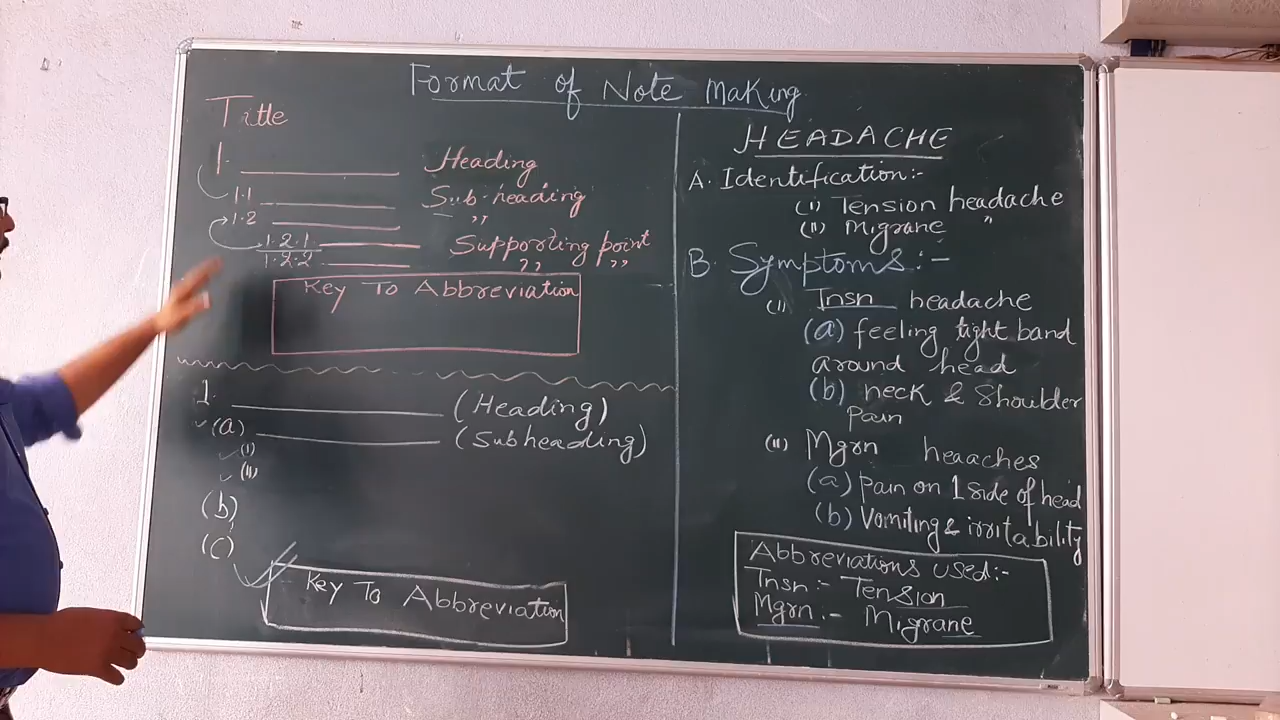 Format of Note Making
Title
1. Heading
1.1 Sub-heading
1.2 ,,
1.2.1 Supporting point
1.2.2 ,, ,,
Key To Abbreviation
1. (Heading)
(a) (Subheading)
(i)
(ii)
(b)
(c)
Key To Abbreviation
HEADACHE
A. Identification:-
(i) Tension headache
(ii) Migrane "
B. Symptoms:-
(i) Tnsn headache
(a) feeling tight band
around head
(b) neck & Shoulder
Pain
(ii) Mgrn heaaches
(a) Pain on 1 side of head
(b) Vomiting & irritability
Abbreviations used:-
Tnsn :- Tension
Mgrn :- Migrane